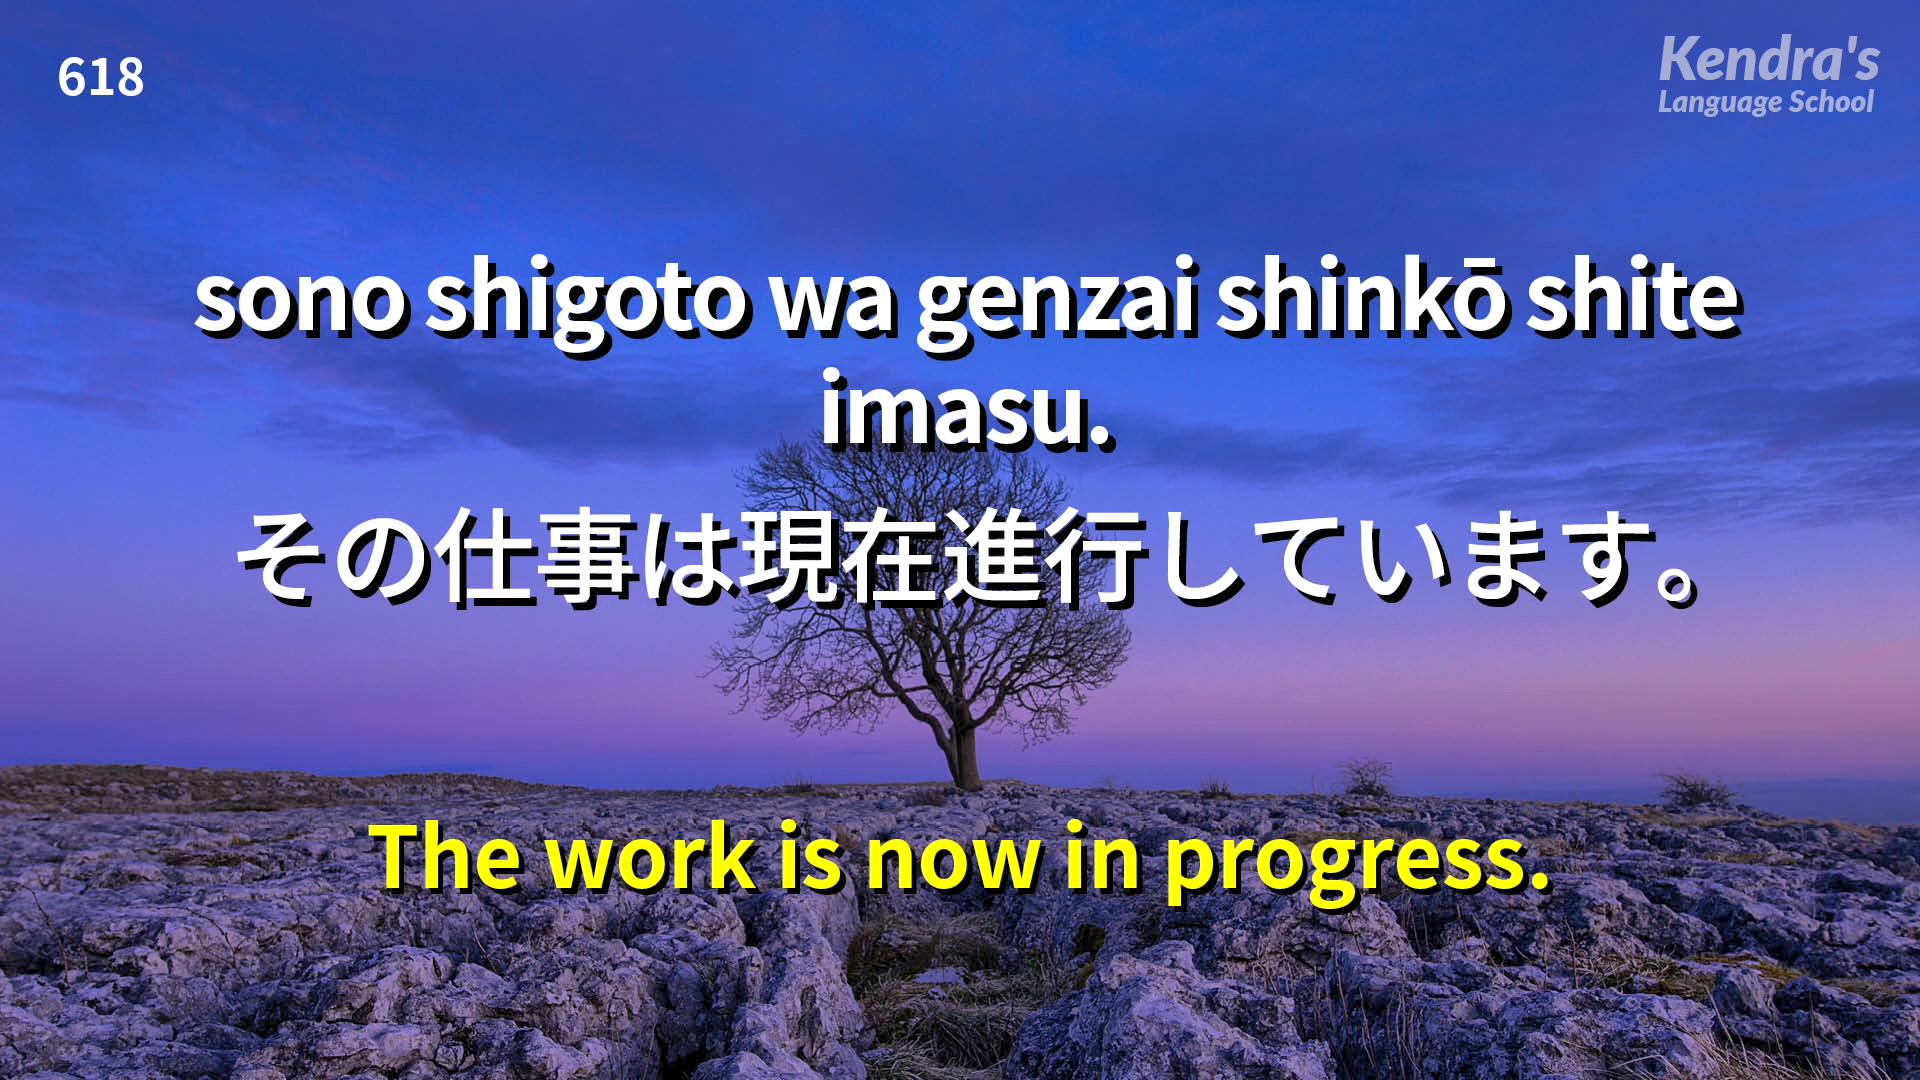 618
Kendra's
Language School
sono shigoto wa genzai shinkō shite
imasu.
その仕事は現在進行しています。
The work is now in progress.